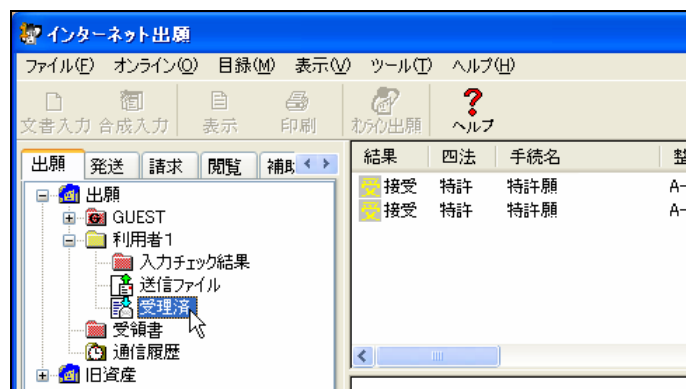 インターネット出願
ファイル(F) オンライン(O) 目録(M) 表示(V) ツール(T) ヘルプ(H)
文書入力 合成入力 表示 印刷 オンライン出願 ヘルプ
出願 発送 請求 閲覧 補助
結果 四法 手続名 整
受 接受 特許 特許願 A-
受 接受 特許 特許願 A-
出願
GUEST
利用者1
入力チェック結果
送信ファイル
受理済
受領書
通信履歴
旧資産